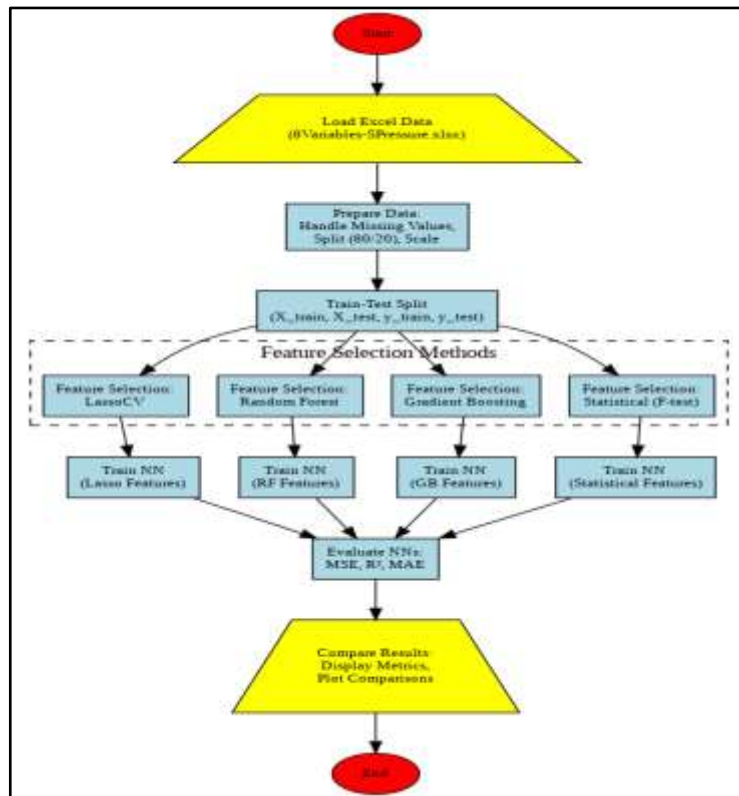 Start
Load Excel Data
(8Variables-SPressure.xlsx)
Prepare Data:
Handle Missing Values,
Split (80/20), Scale
Train-Test Split
(X_train, X_test, y_train, y_test)
Feature Selection Methods
Feature Selection:
LassoCV
Feature Selection:
Random Forest
Feature Selection:
Gradient Boosting
Feature Selection:
Statistical (F-test)
Train NN
(Lasso Features)
Train NN
(RF Features)
Train NN
(GB Features)
Train NN
(Statistical Features)
Evaluate NNs:
MSE, R², MAE
Compare Results:
Display Metrics,
Plot Comparisons
End